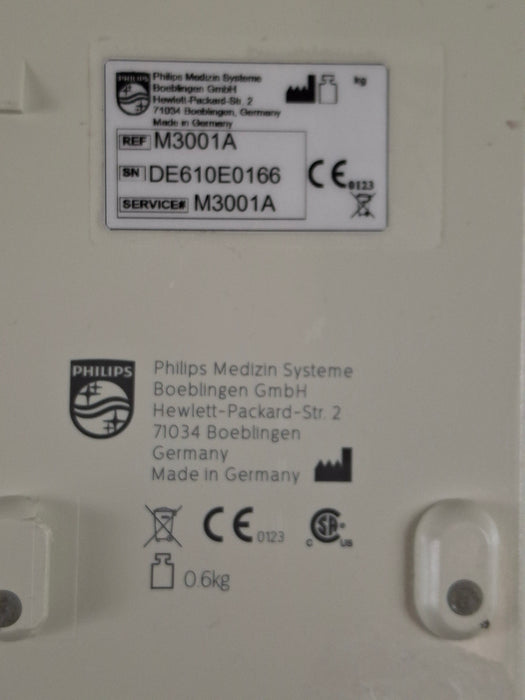 PHILIPS
Philips Medizin Systeme
Boeblingen GmbH
Hewlett-Packard-Str. 2
71034 Boeblingen, Germany
Made in Germany
kg
REF M3001A
SN DE610E0166
SERVICE# M3001A
CE 0123
PHILIPS
Philips Medizin Systeme
Boeblingen GmbH
Hewlett-Packard-Str. 2
71034 Boeblingen
Germany
Made in Germany
CE 0123
C SA US
0.6kg